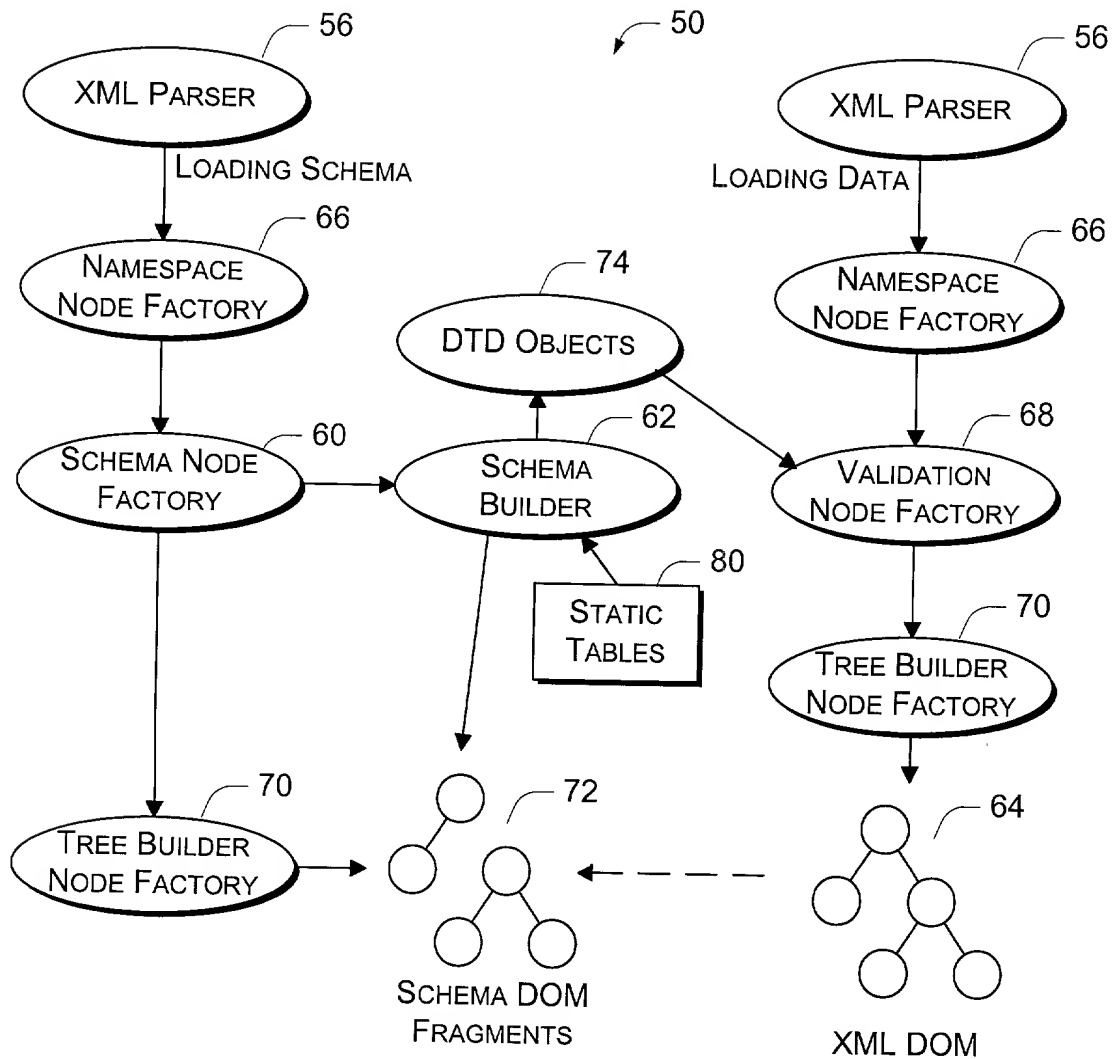 56
50
56
XML PARSER
XML PARSER
LOADING SCHEMA
LOADING DATA
66
66
NAMESPACE
NODE FACTORY
74
NAMESPACE
NODE FACTORY
DTD OBJECTS
60
62
68
SCHEMA NODE
FACTORY
SCHEMA
BUILDER
VALIDATION
NODE FACTORY
80
STATIC
TABLES
70
TREE BUILDER
NODE FACTORY
70
72
64
TREE BUILDER
NODE FACTORY
SCHEMA DOM
FRAGMENTS
XML DOM